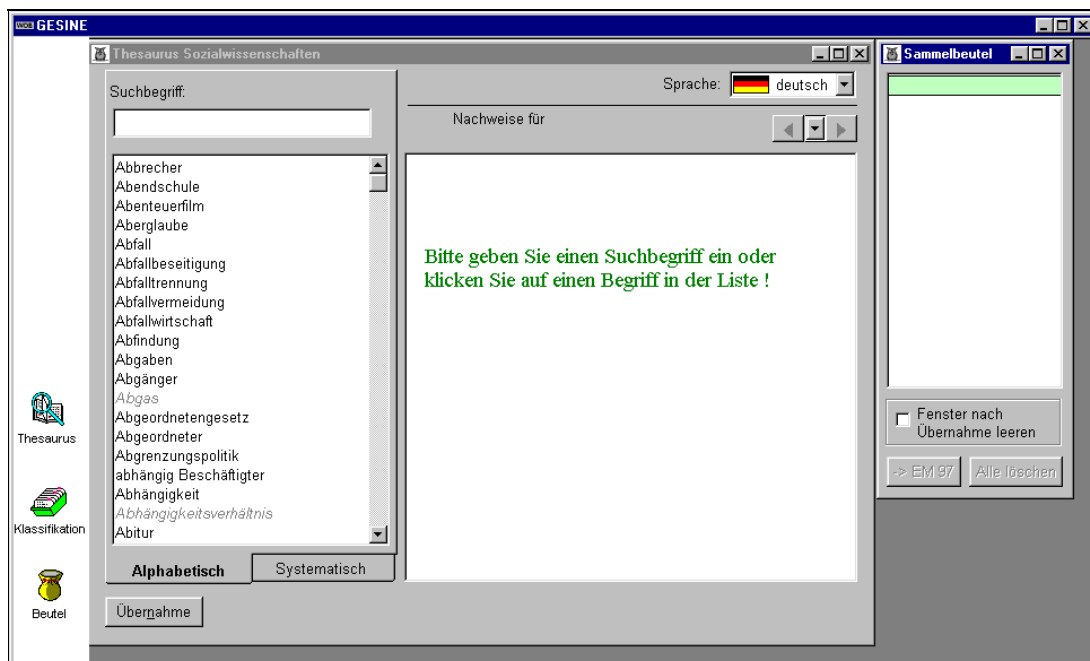 WOB GESINE
Thesaurus Sozialwissenschaften
Suchbegriff:
Abbrecher
Abendschule
Abenteuerfilm
Aberglaube
Abfall
Abfallbeseitigung
Abfalltrennung
Abfallvermeidung
Abfallwirtschaft
Abfindung
Abgaben
Abgänger
Abgas
Abgeordnetengesetz
Abgeordneter
Abgrenzungspolitik
abhängig Beschäftigter
Abhängigkeit
Abhängigkeitsverhältnis
Abitur
Alphabetisch
Systematisch
Übernahme
Sprache:
deutsch
Nachweise für
Bitte geben Sie einen Suchbegriff ein oder
klicken Sie auf einen Begriff in der Liste !
Sammelbeutel
Fenster nach
Übernahme leeren
-> EM 97
Alle löschen
Thesaurus
Klassifikation
Beutel